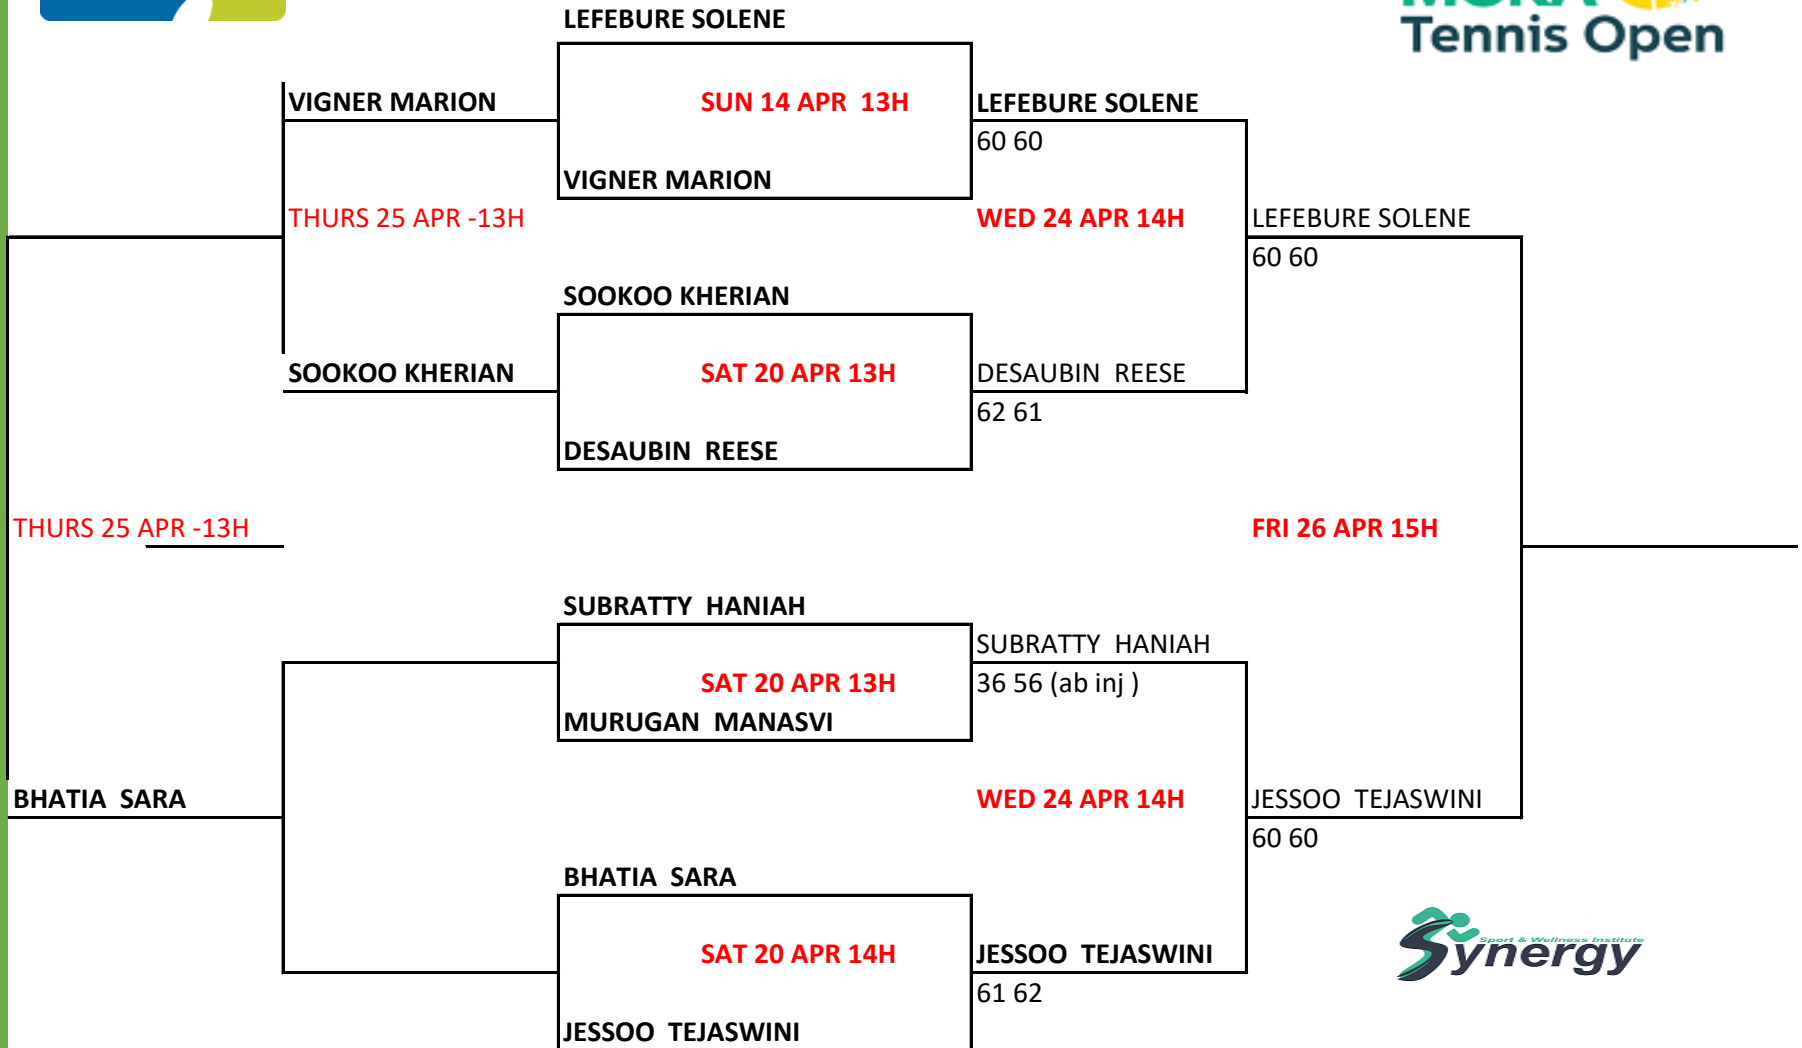 LEFEBURE SOLENE
Tennis Open
VIGNER MARION
SUN 14 APR 13H
LEFEBURE SOLENE
60 60
VIGNER MARION
THURS 25 APR -13H
WED 24 APR 14H
LEFEBURE SOLENE
60 60
SOOKOO KHERIAN
SOOKOO KHERIAN
SAT 20 APR 13H
DESAUBIN REESE
62 61
DESAUBIN REESE
THURS 25 APR -13H
FRI 26 APR 15H
SUBRATTY HANIAH
SUBRATTY HANIAH
SAT 20 APR 13H
36 56 (ab inj )
MURUGAN MANASVI
BHATIA SARA
WED 24 APR 14H
JESSOO TEJASWINI
60 60
BHATIA SARA
SAT 20 APR 14H
JESSOO TEJASWINI
61 62
JESSOO TEJASWINI
Sport & Wellness Institute
Synergy